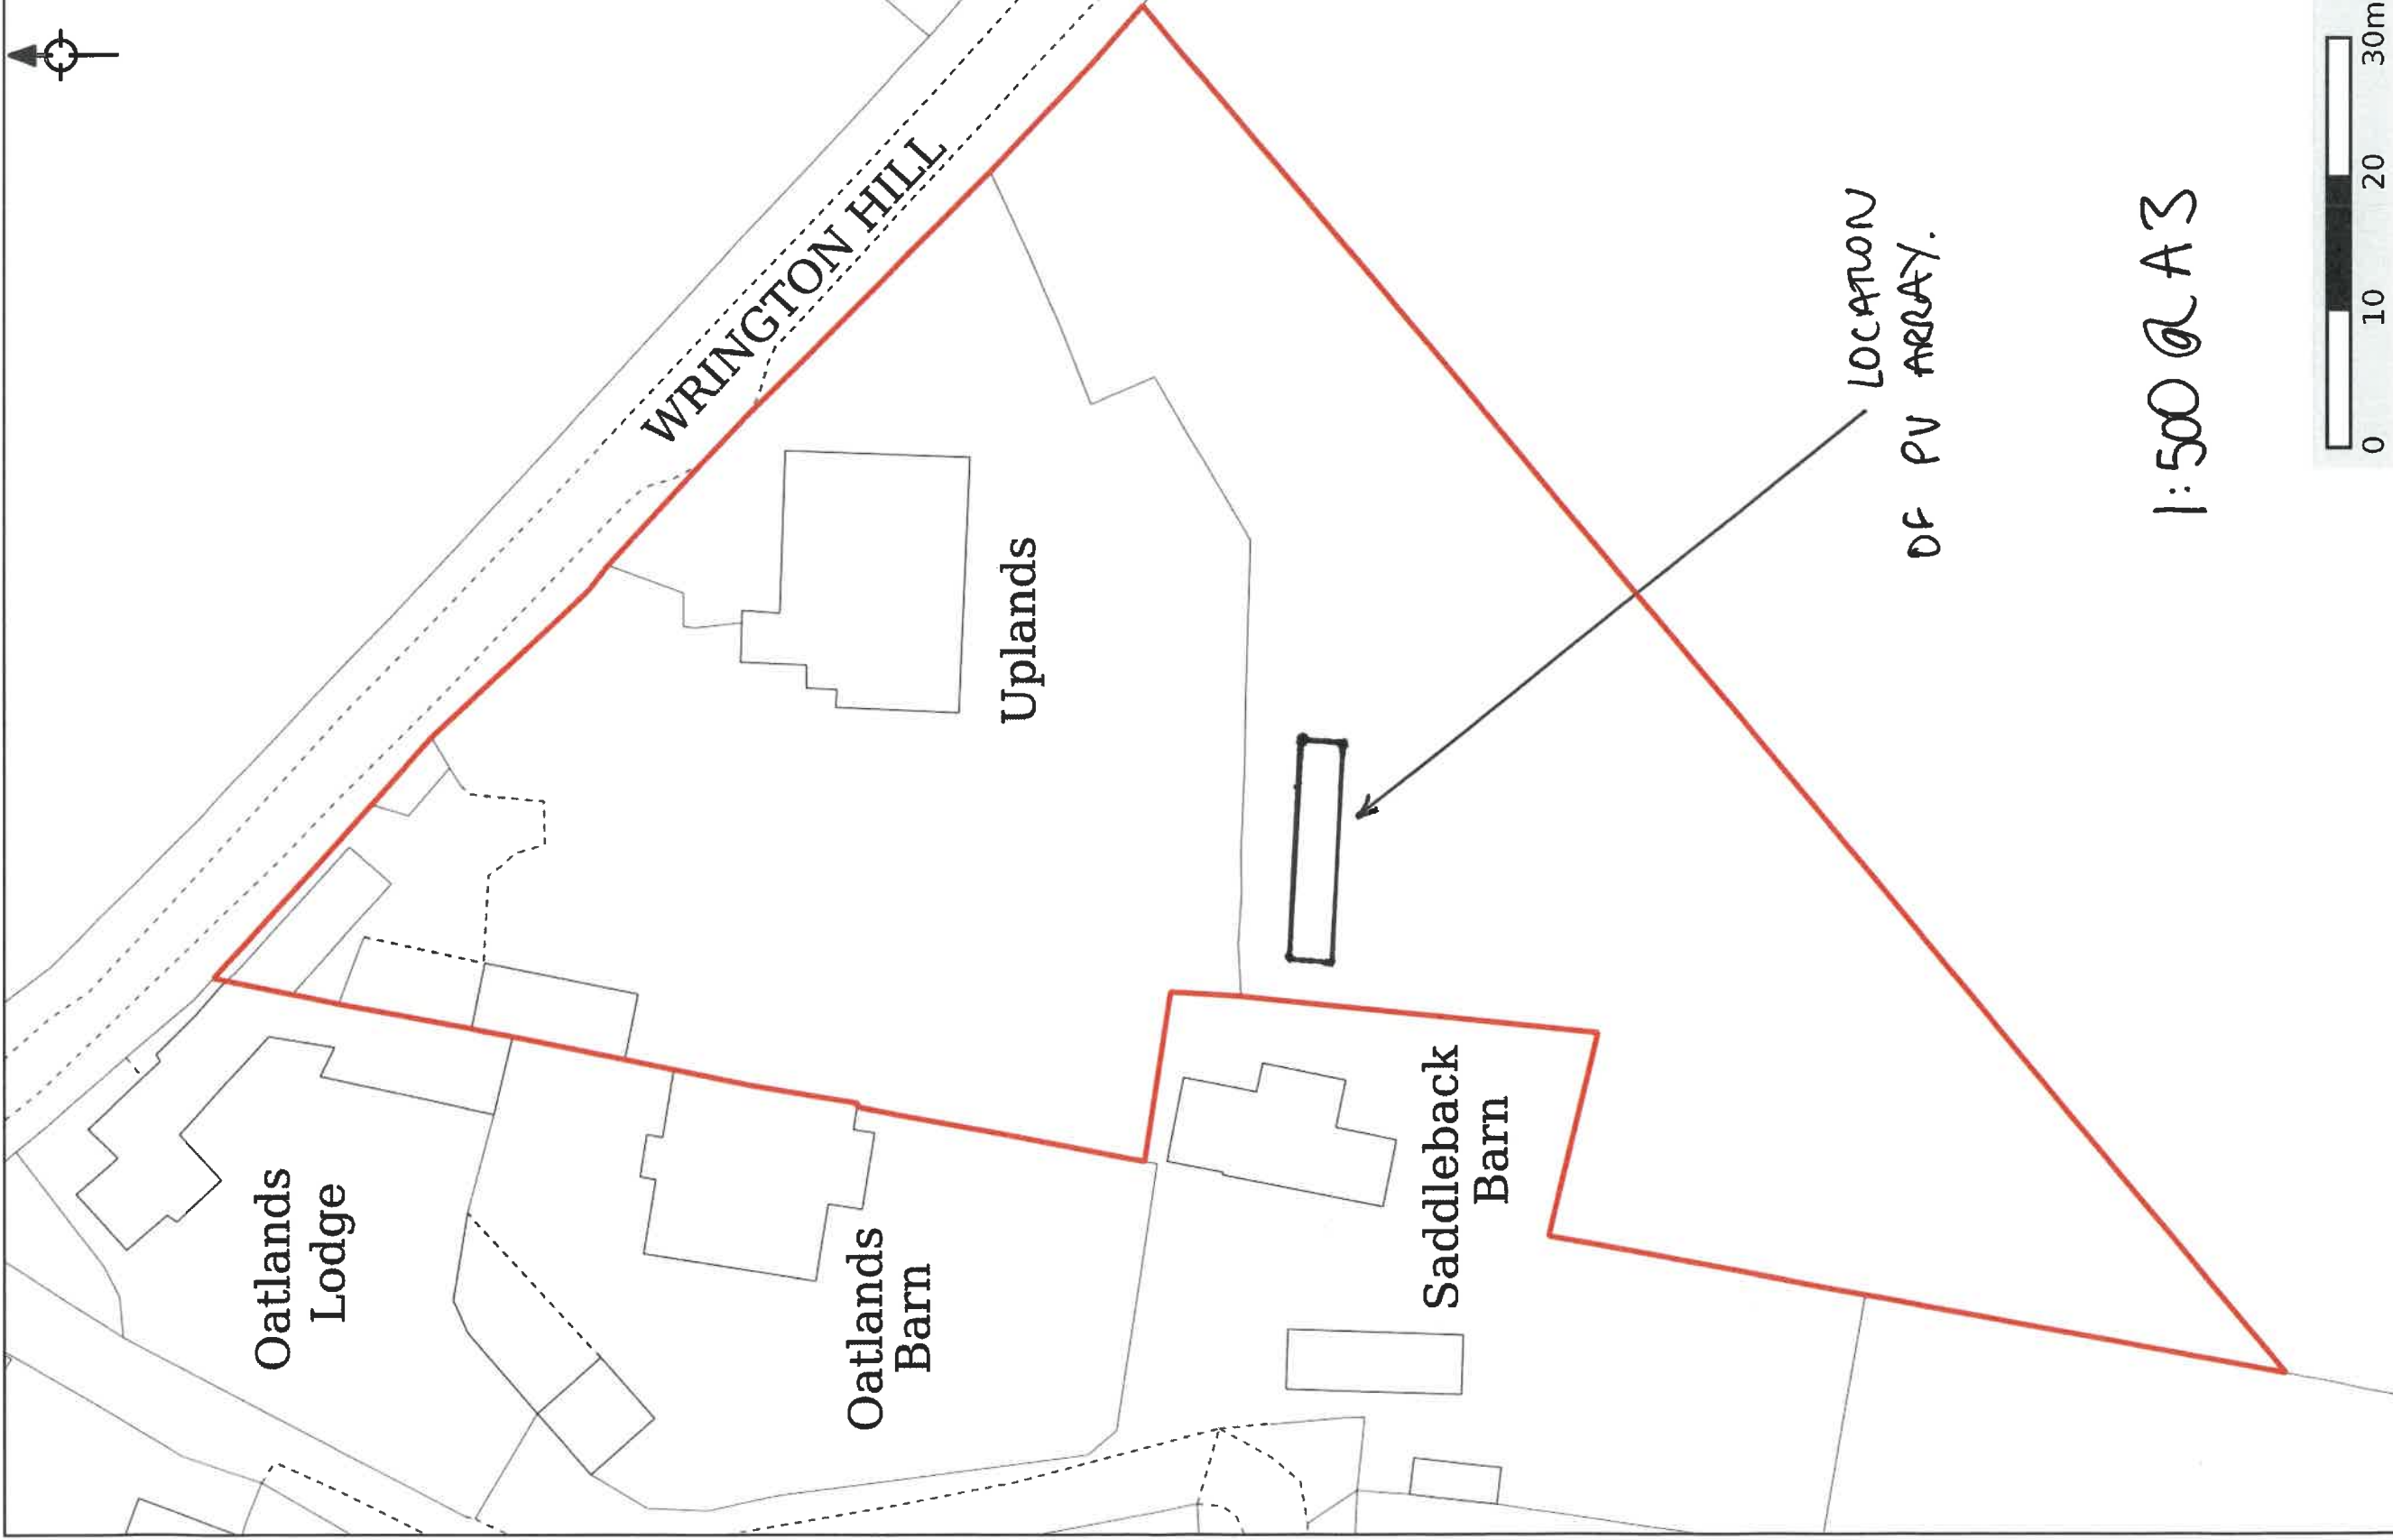 WRINGTON HILL
Oatlands
Lodge
Oatlands
Barn
Uplands
Saddleback
Barn
LOCATION
OF PV ARRAY.
1:500 @ A3
0 10 20 30m